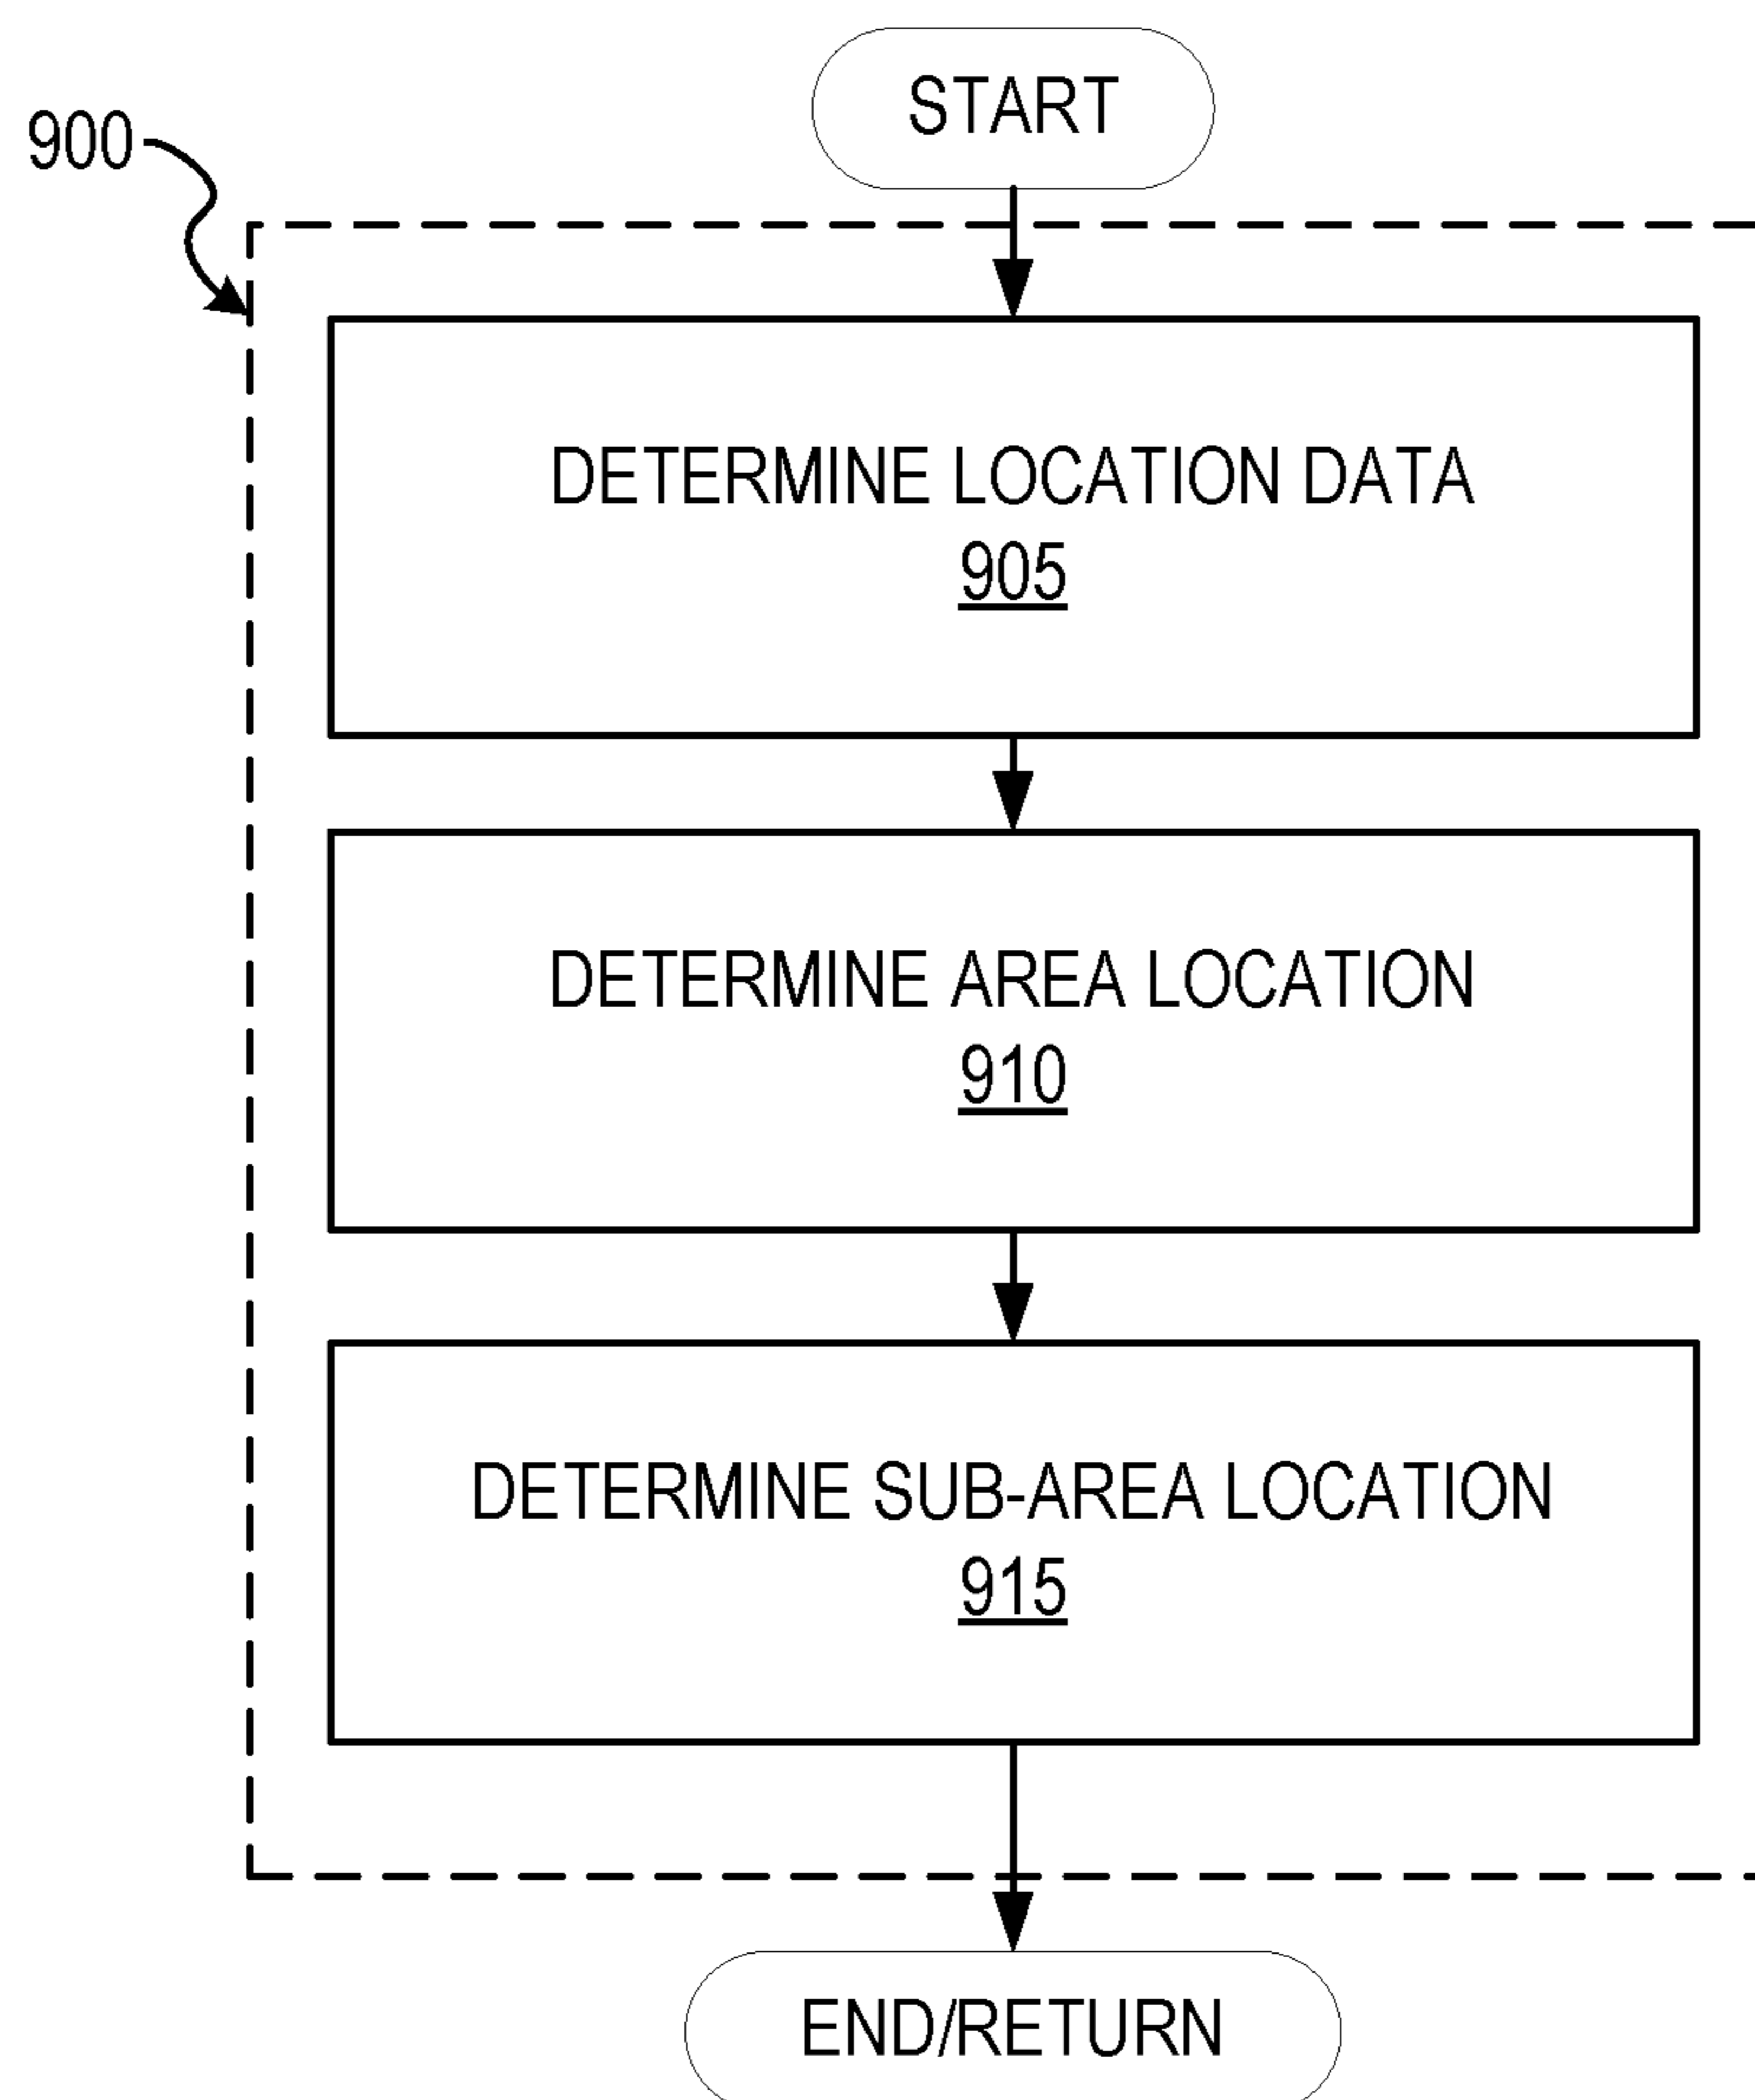 START
900
DETERMINE LOCATION DATA
905
DETERMINE AREA LOCATION
910
DETERMINE SUB-AREA LOCATION
915
END/RETURN